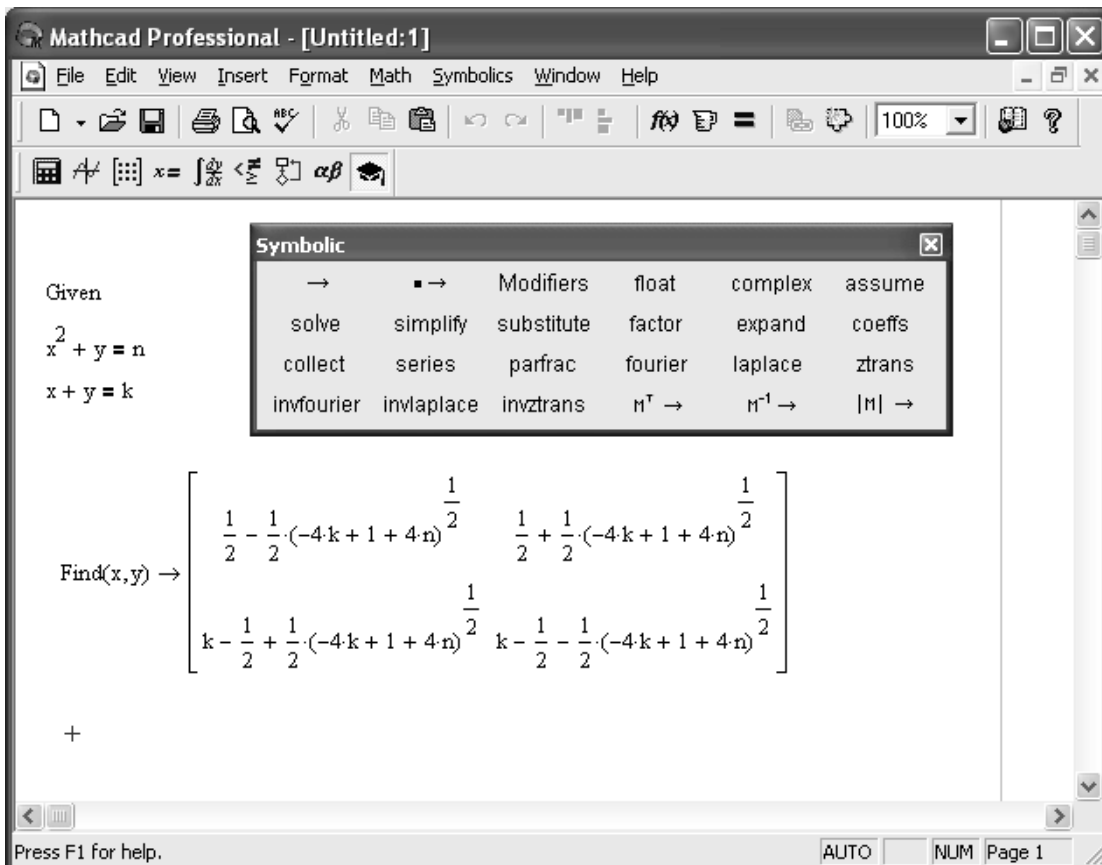 Mathcad Professional - [Untitled:1]
File Edit View Insert Format Math Symbolics Window Help
ABC f(x) = 100% ?
x= ∫ dy/dx <≠≥ αβ
Symbolic
→ ▪ → Modifiers float complex assume
solve simplify substitute factor expand coeffs
collect series parfrac fourier laplace ztrans
invfourier invlaplace invztrans Mᵀ → M⁻¹ → |M| →
Given
x² + y = n
x + y = k
Find(x,y) → [ 1/2 - 1/2·(-4·k + 1 + 4·n)^(1/2) 1/2 + 1/2·(-4·k + 1 + 4·n)^(1/2)
k - 1/2 + 1/2·(-4·k + 1 + 4·n)^(1/2) k - 1/2 - 1/2·(-4·k + 1 + 4·n)^(1/2) ]
+
Press F1 for help. AUTO NUM Page 1